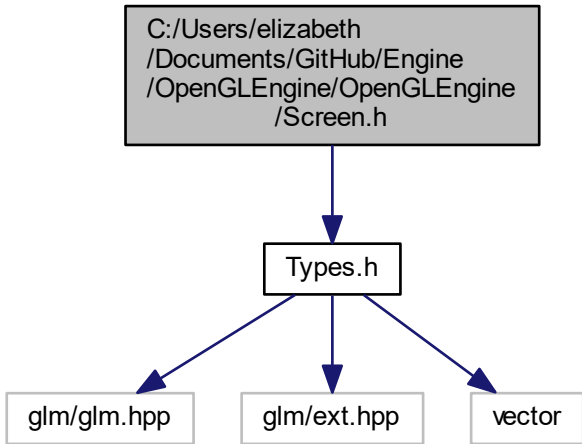 C:/Users/elizabeth
/Documents/GitHub/Engine
/OpenGLEngine/OpenGLEngine
/Screen.h
Types.h
glm/glm.hpp
glm/ext.hpp
vector